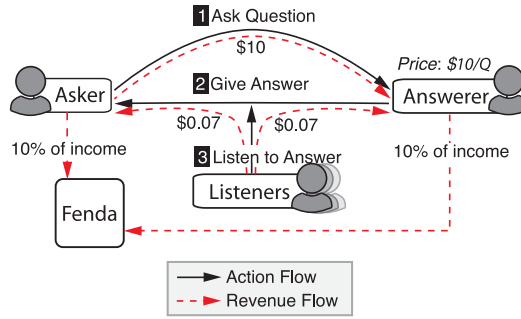 1 Ask Question
$10
Price: $10/Q
Asker
2 Give Answer
Answerer
$0.07
$0.07
10% of income
3 Listen to Answer
10% of income
Listeners
Fenda
Action Flow
Revenue Flow